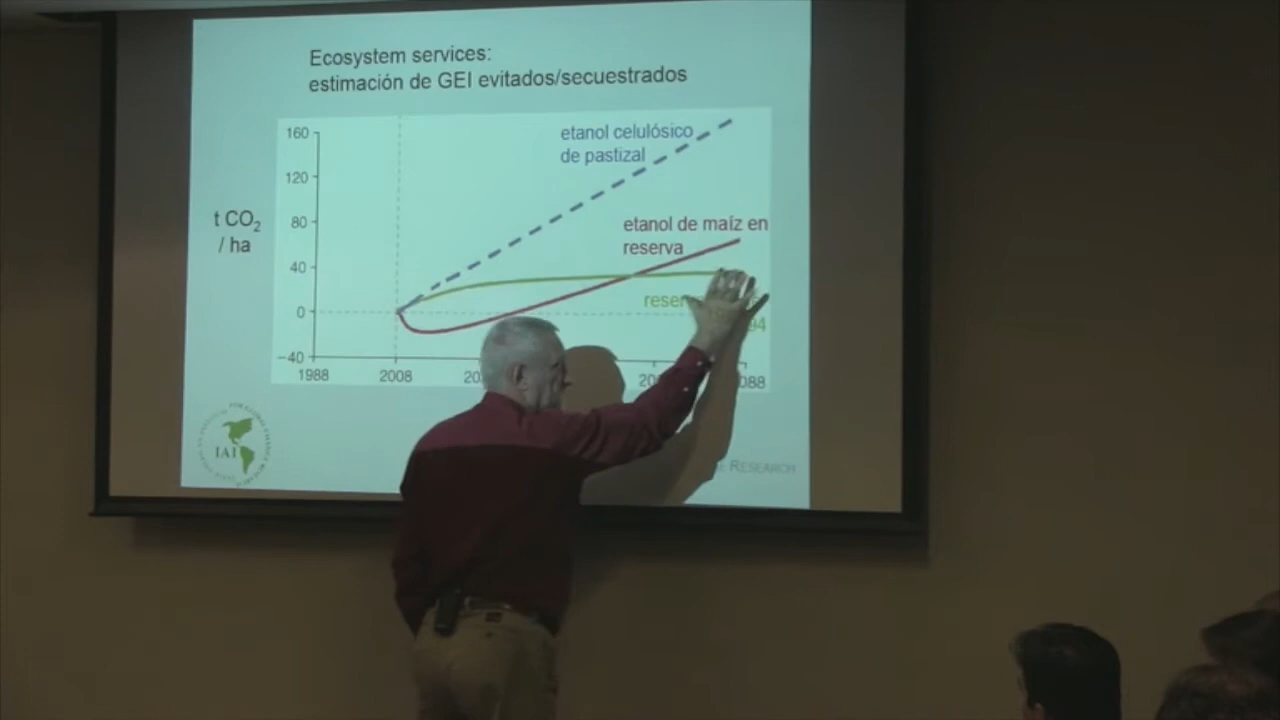 Ecosystem services:
estimación de GEI evitados/secuestrados
160
120
80
40
0
−40
t CO₂
/ ha
etanol celulósico
de pastizal
etanol de maíz en
reserva
1988
2008
IAI
RESEARCH